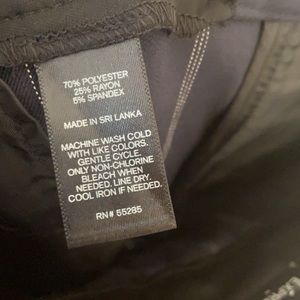 70% POLYESTER
25% RAYON
5% SPANDEX
MADE IN SRI LANKA
MACHINE WASH COLD
WITH LIKE COLORS.
GENTLE CYCLE.
ONLY NON-CHLORINE
BLEACH WHEN
NEEDED. LINE DRY.
COOL IRON IF NEEDED.
RN# 55285